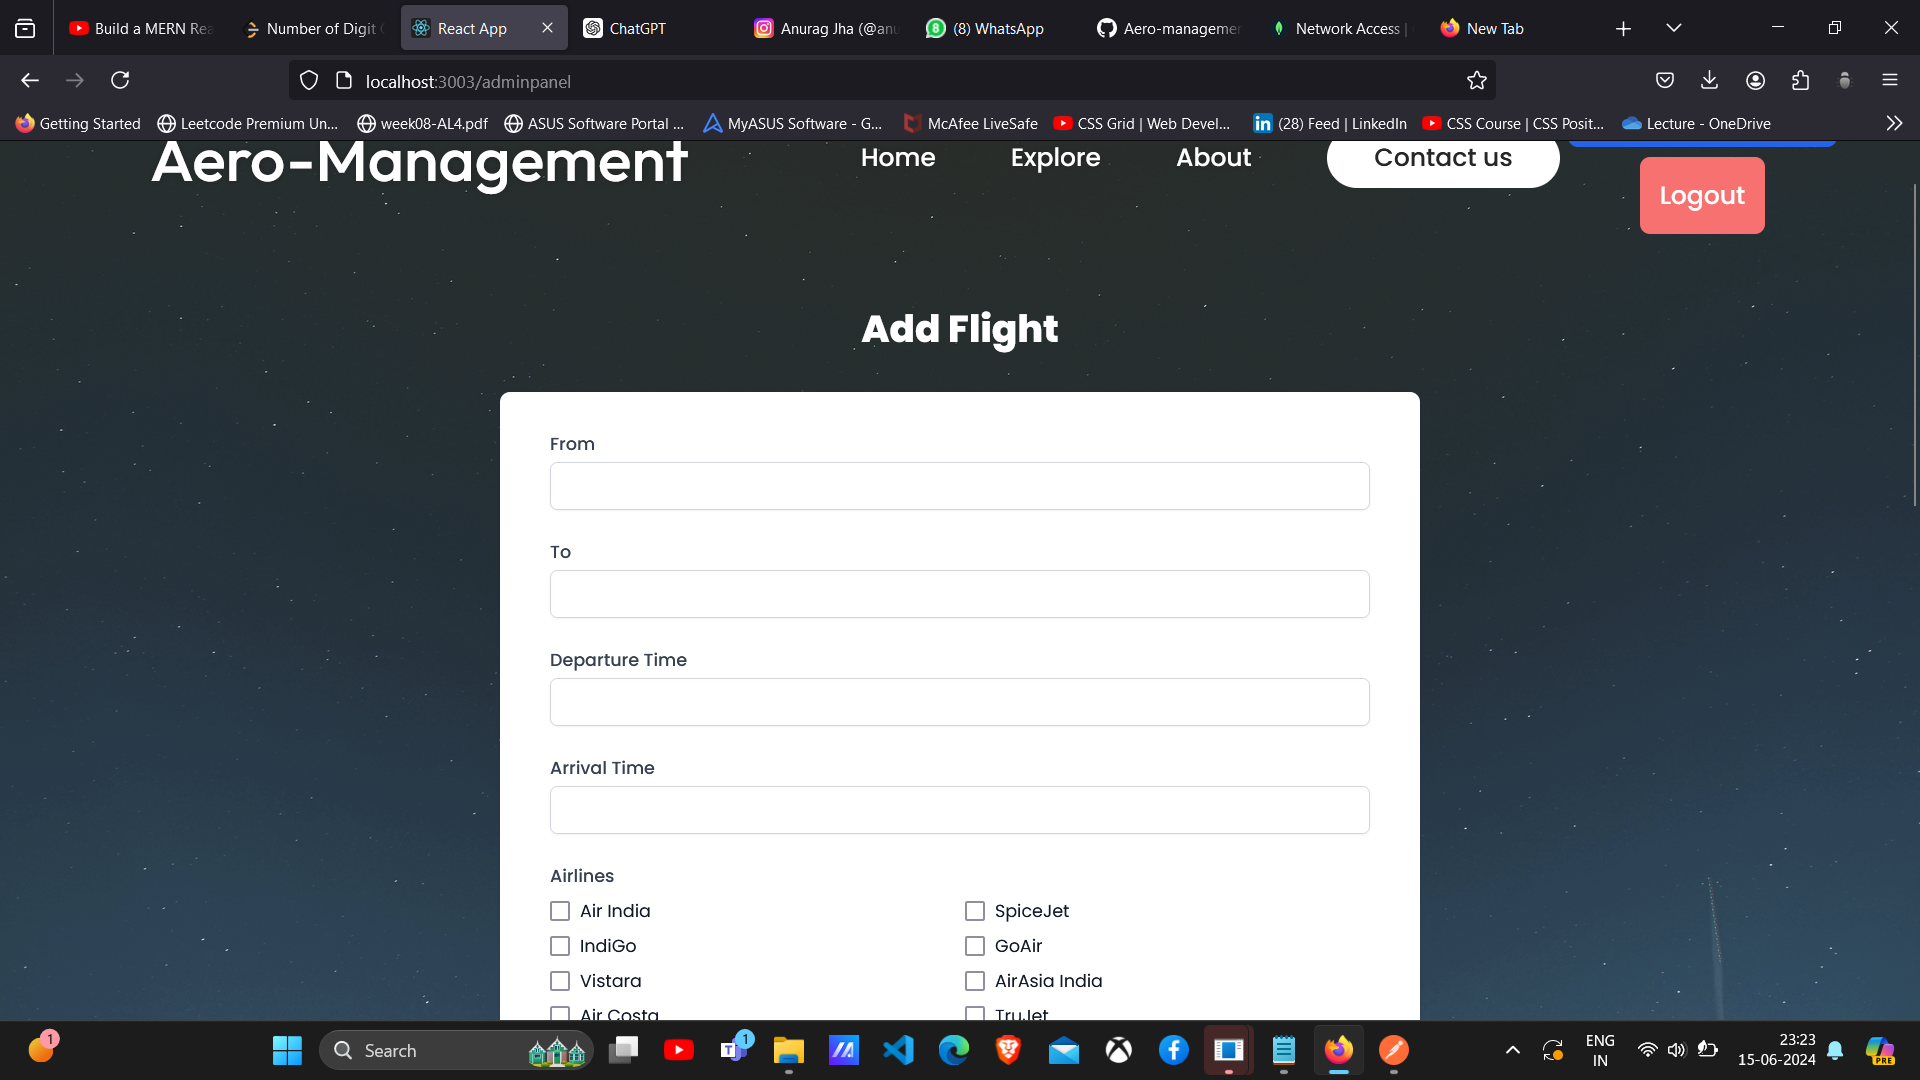 Build a MERN Rea
Number of Digit
React App
ChatGPT
Anurag Jha (@anu
(8) WhatsApp
Aero-managemen
Network Access |
New Tab
localhost:3003/adminpanel
Getting Started
Leetcode Premium Un...
week08-AL4.pdf
ASUS Software Portal ...
MyASUS Software - G...
McAfee LiveSafe
CSS Grid | Web Devel...
(28) Feed | LinkedIn
CSS Course | CSS Posit...
Lecture - OneDrive
Aero-Management
Home
Explore
About
Contact us
Logout
Add Flight
From
To
Departure Time
Arrival Time
Airlines
Air India
SpiceJet
IndiGo
GoAir
Vistara
AirAsia India
Air Costa
TruJet
1
Search
1
ENG
IN
23:23
15-06-2024
PRE